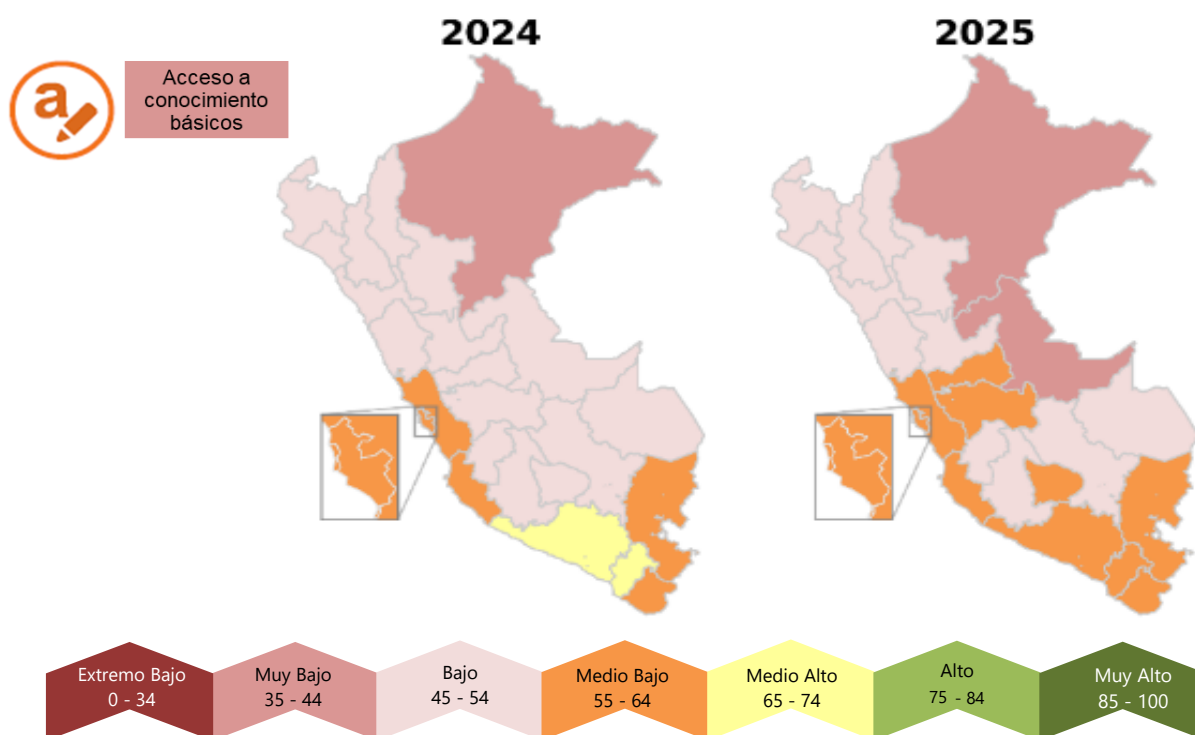 2024
2025
a
Acceso a
conocimiento
básicos
Extremo Bajo
0 - 34
Muy Bajo
35 - 44
Bajo
45 - 54
Medio Bajo
55 - 64
Medio Alto
65 - 74
Alto
75 - 84
Muy Alto
85 - 100